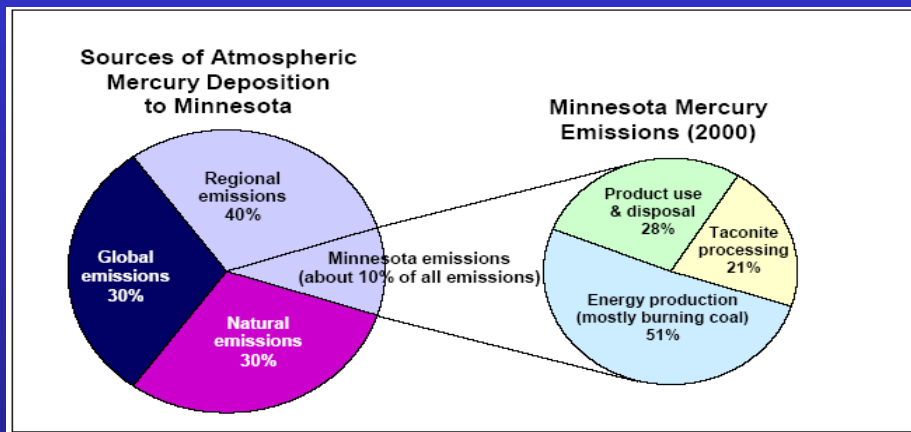 Sources of Atmospheric
Mercury Deposition
to Minnesota
Regional
emissions
40%
Global
emissions
30%
Natural
emissions
30%
Minnesota emissions
(about 10% of all emissions)
Minnesota Mercury
Emissions (2000)
Product use
& disposal
28%
Taconite
processing
21%
Energy production
(mostly burning coal)
51%